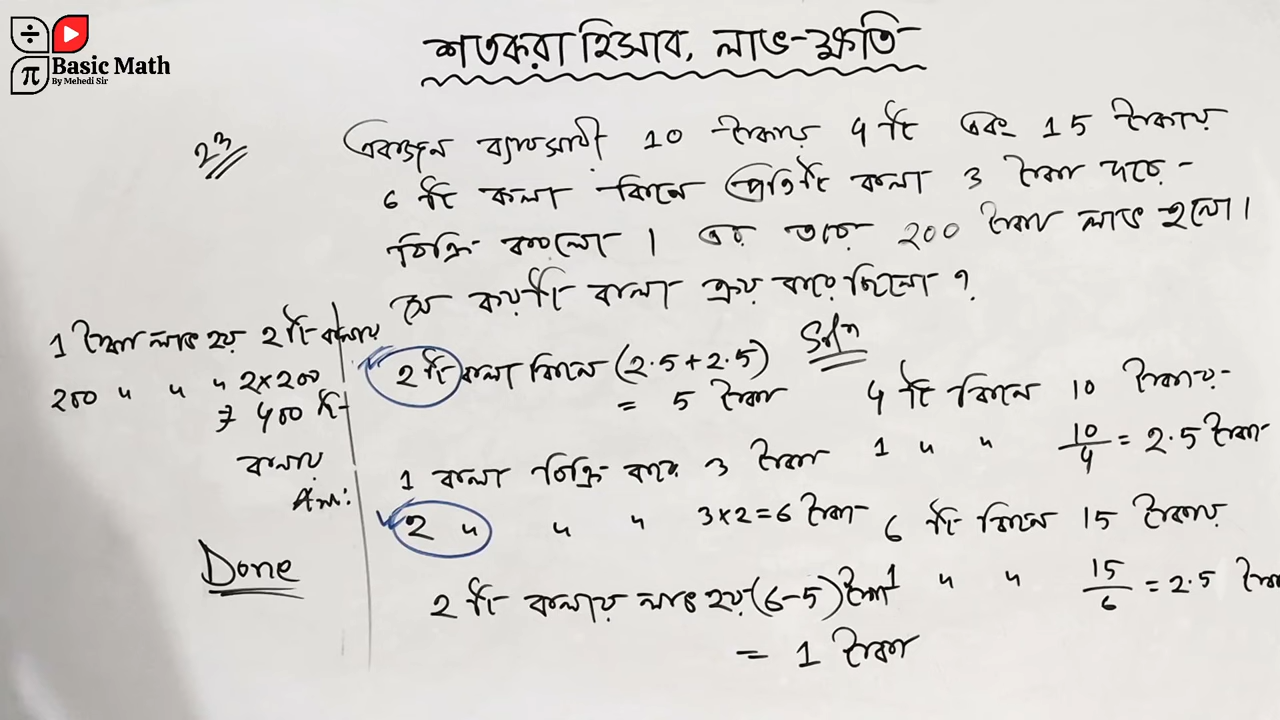 Basic Math
By Mehedi Sir
শতকরা হিসাব, লাভ-ক্ষতি
২৩
একজন ব্যবসায়ী 10 টাকায় 4 টি এবং 15 টাকায়
6 টি কলা কিনে প্রতিটি কলা 3 টাকা দরে
বিক্রি করলো। এতে তার 200 টাকা লাভ হলো।
সে কয়টি কলা ক্রয় করেছিলো?
Soln
4 টি কিনে 10 টাকায়
1 " " 10/4 = 2.5 টাকা
6 টি কিনে 15 টাকায়
1 " " 15/6 = 2.5 টাকা
2 টি কলা কিনে (2.5 + 2.5)
= 5 টাকা
1 কলা বিক্রি করে 3 টাকা
2 " " " 3×2 = 6 টাকা
2 টি কলায় লাভ হয় (6-5) টাকা
= 1 টাকা
1 টাকা লাভ হয় 2 টি কলায়
200 " " " 2×200
= 400 টি
কলায়
Ans:
Done